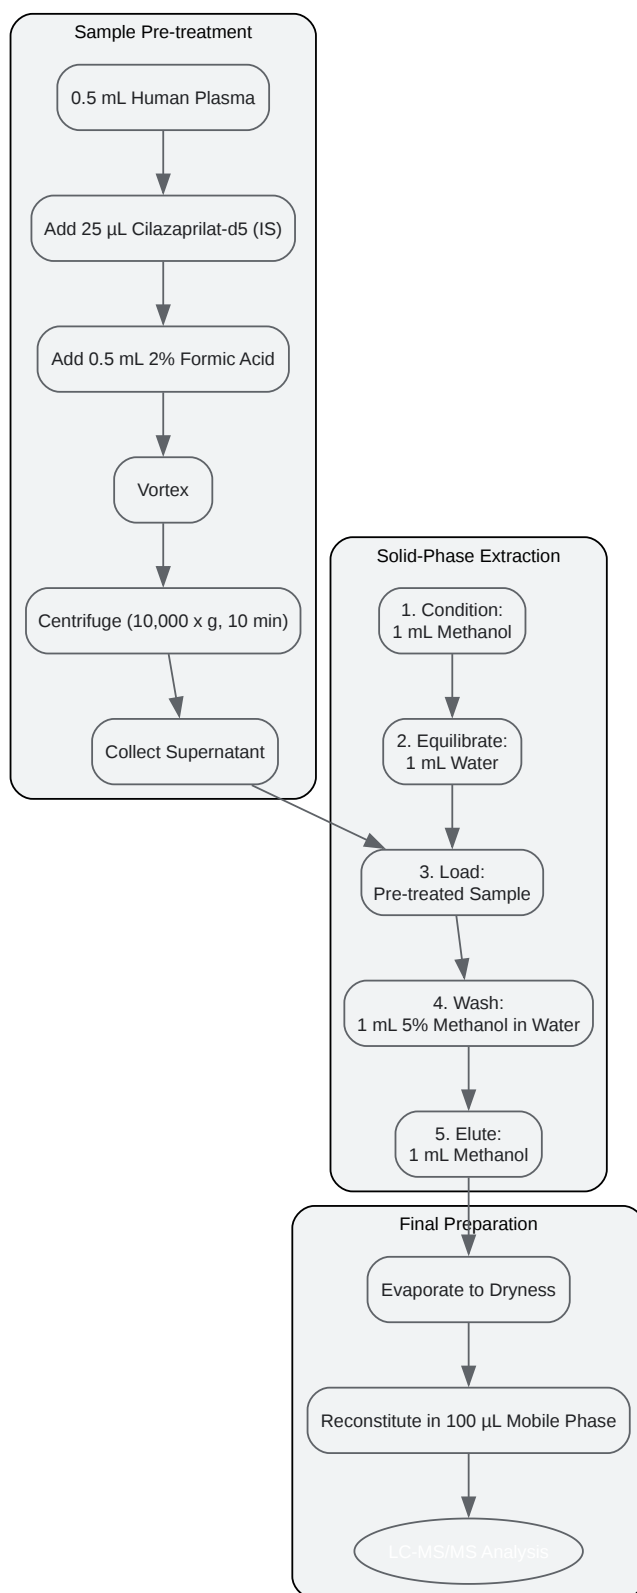 Sample Pre-treatment
0.5 mL Human Plasma
Add 25 µL Cilazaprilat-d5 (IS)
Add 0.5 mL 2% Formic Acid
Vortex
Centrifuge (10,000 x g, 10 min)
Collect Supernatant
Solid-Phase Extraction
1. Condition:
1 mL Methanol
2. Equilibrate:
1 mL Water
3. Load:
Pre-treated Sample
4. Wash:
1 mL 5% Methanol in Water
5. Elute:
1 mL Methanol
Final Preparation
Evaporate to Dryness
Reconstitute in 100 µL Mobile Phase
LC-MS/MS Analysis